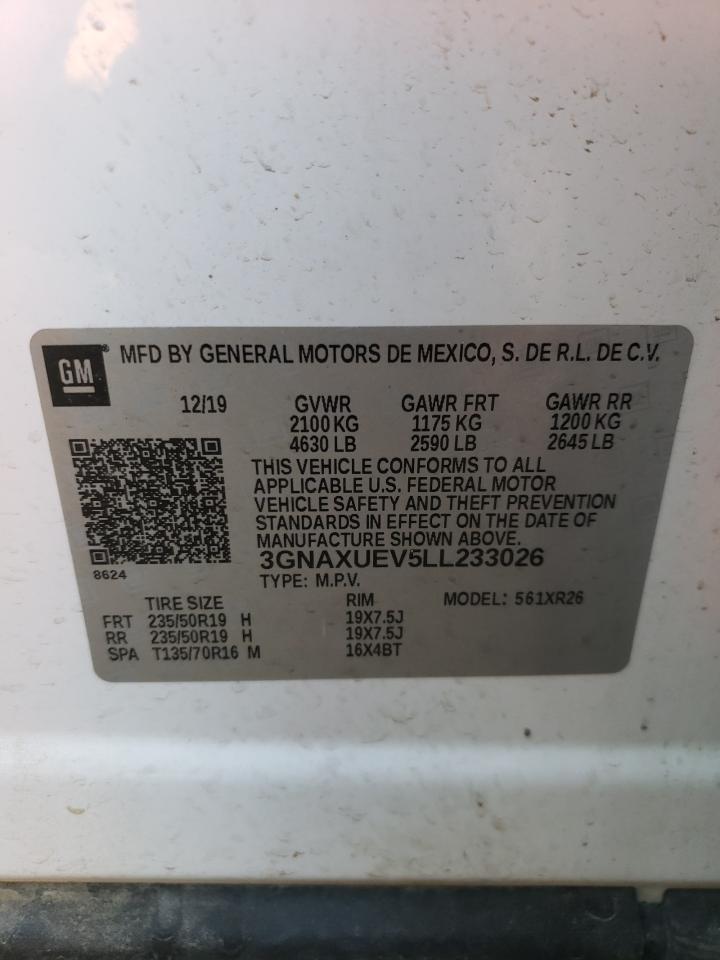 GM® MFD BY GENERAL MOTORS DE MEXICO, S. DE R.L. DE C.V.
12/19 GVWR GAWR FRT GAWR RR
2100 KG 1175 KG 1200 KG
4630 LB 2590 LB 2645 LB
THIS VEHICLE CONFORMS TO ALL
APPLICABLE U.S. FEDERAL MOTOR
VEHICLE SAFETY AND THEFT PREVENTION
STANDARDS IN EFFECT ON THE DATE OF
MANUFACTURE SHOWN ABOVE.
3GNAXUEV5LL233026
8624
TYPE: M.P.V.
TIRE SIZE RIM MODEL: 561XR26
FRT 235/50R19 H 19X7.5J
RR 235/50R19 H 19X7.5J
SPA T135/70R16 M 16X4BT